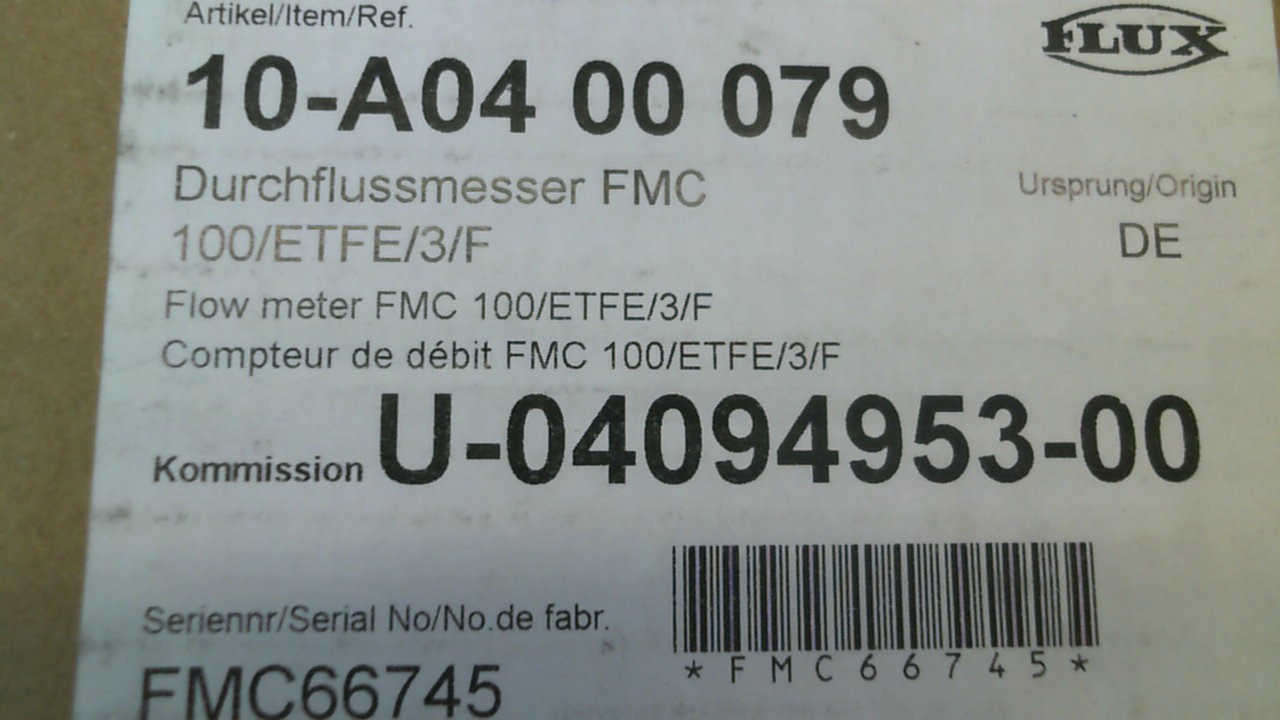 Artikel/Item/Ref.
FLUX
10-A04 00 079
Durchflussmesser FMC
100/ETFE/3/F
Ursprung/Origin
DE
Flow meter FMC 100/ETFE/3/F
Compteur de débit FMC 100/ETFE/3/F
Kommission U-04094953-00
Seriennr/Serial No/No.de fabr.
FMC66745
*FMC66745*